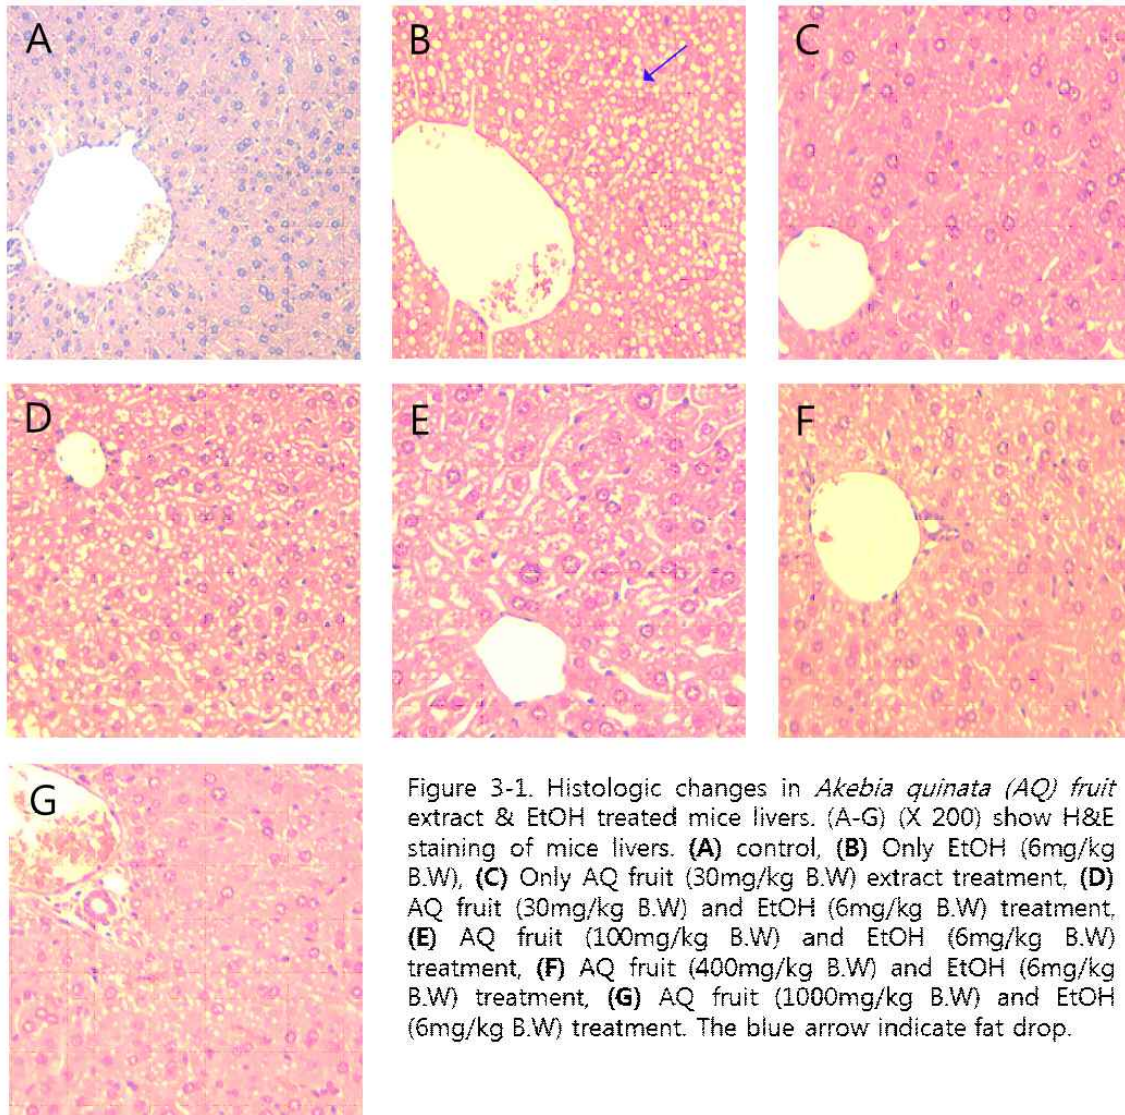 A
B
C
D
E
F
G
Figure 3-1. Histologic changes in Akebia quinata (AQ) fruit
extract & EtOH treated mice livers. (A-G) (X 200) show H&E
staining of mice livers. (A) control, (B) Only EtOH (6mg/kg
B.W), (C) Only AQ fruit (30mg/kg B.W) extract treatment, (D)
AQ fruit (30mg/kg B.W) and EtOH (6mg/kg B.W) treatment,
(E) AQ fruit (100mg/kg B.W) and EtOH (6mg/kg B.W)
treatment, (F) AQ fruit (400mg/kg B.W) and EtOH (6mg/kg
B.W) treatment, (G) AQ fruit (1000mg/kg B.W) and EtOH
(6mg/kg B.W) treatment. The blue arrow indicate fat drop.